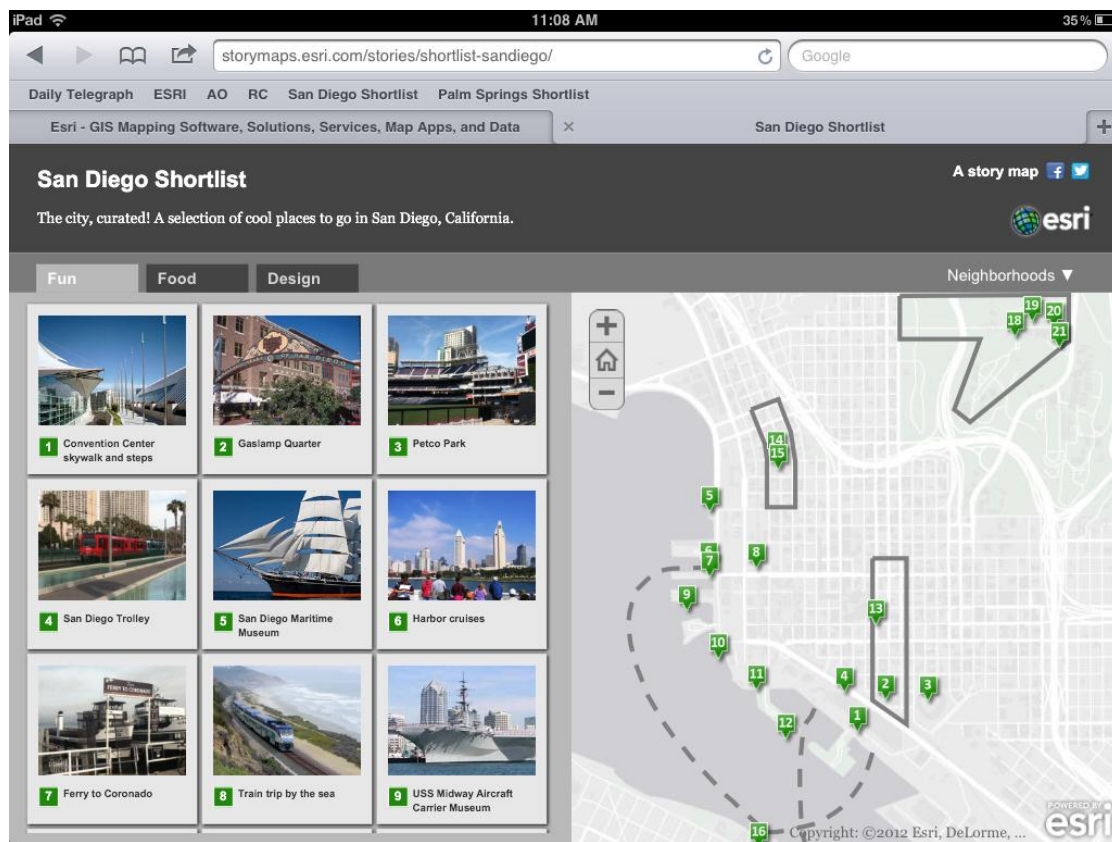 iPad 11:08 AM 35%
storymaps.esri.com/stories/shortlist-sandiego/ Google
Daily Telegraph ESRI AO RC San Diego Shortlist Palm Springs Shortlist
Esri - GIS Mapping Software, Solutions, Services, Map Apps, and Data San Diego Shortlist
San Diego Shortlist
A story map
The city, curated! A selection of cool places to go in San Diego, California.
esri
Fun Food Design
Neighborhoods ▼
1 Convention Center
skywalk and steps
2 Gaslamp Quarter
3 Petco Park
4 San Diego Trolley
5 San Diego Maritime
Museum
6 Harbor cruises
FERRY TO CORONADO
7 Ferry to Coronado
8 Train trip by the sea
9 USS Midway Aircraft
Carrier Museum
19
18
20
21
14
15
5
6
7
8
9
13
10
11
4
2
3
12
1
16
POWERED BY
esri
Copyright: ©2012 Esri, DeLorme, ...